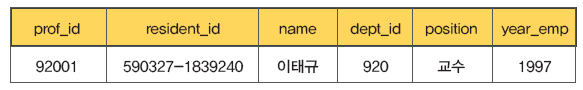 prof_id resident_id name dept_id position year_emp
92001 590327-1839240 이태규 920 교수 1997